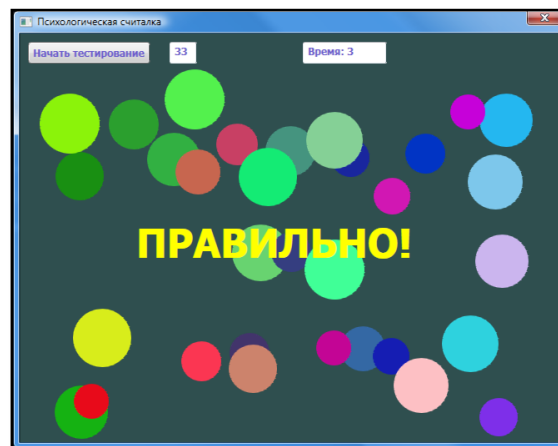 Психологическая считалка
Начать тестирование 33 Время: 3
ПРАВИЛЬНО!